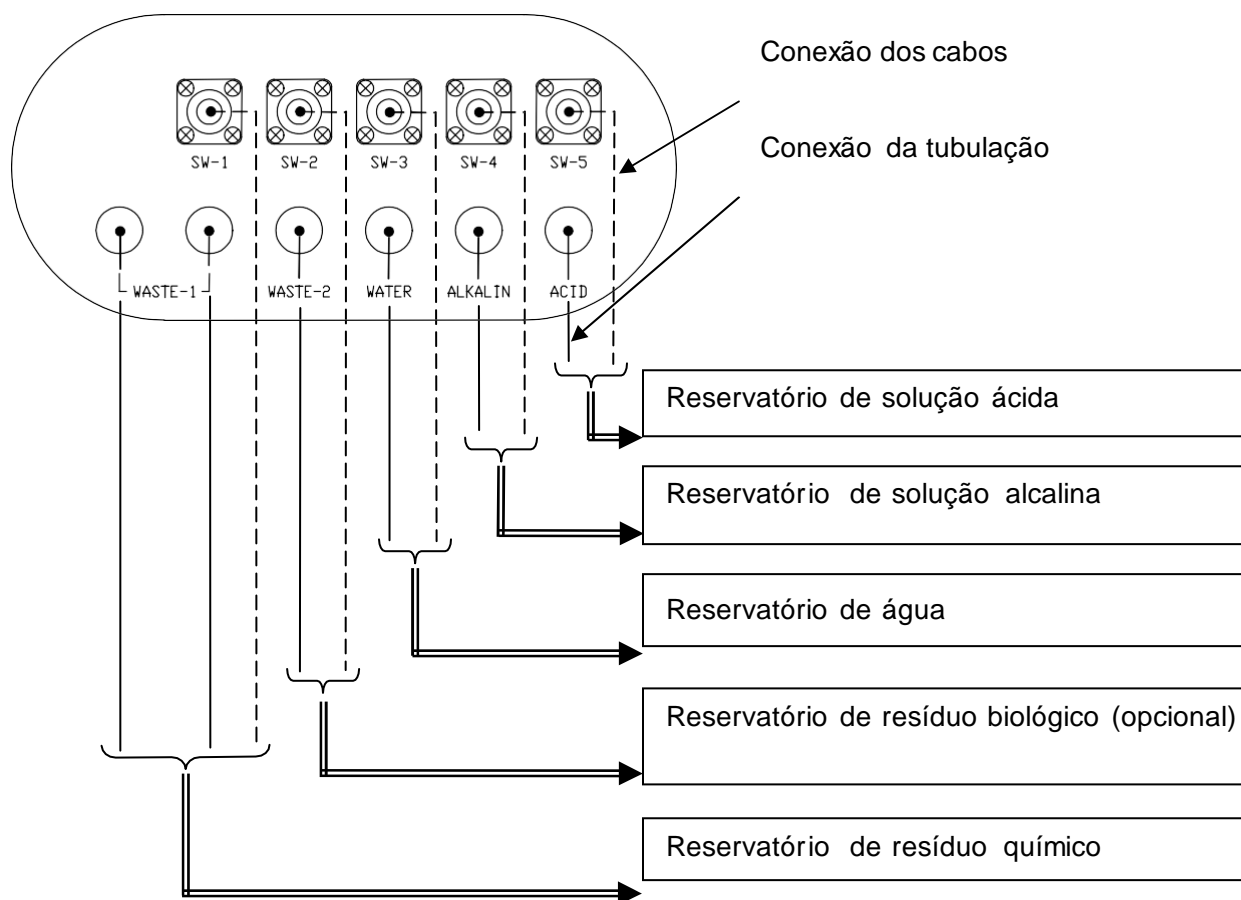 Conexão dos cabos
Conexão da tubulação
SW-1 SW-2 SW-3 SW-4 SW-5
WASTE-1 WASTE-2 WATER ALKALIN ACID
Reservatório de solução ácida
Reservatório de solução alcalina
Reservatório de água
Reservatório de resíduo biológico (opcional)
Reservatório de resíduo químico